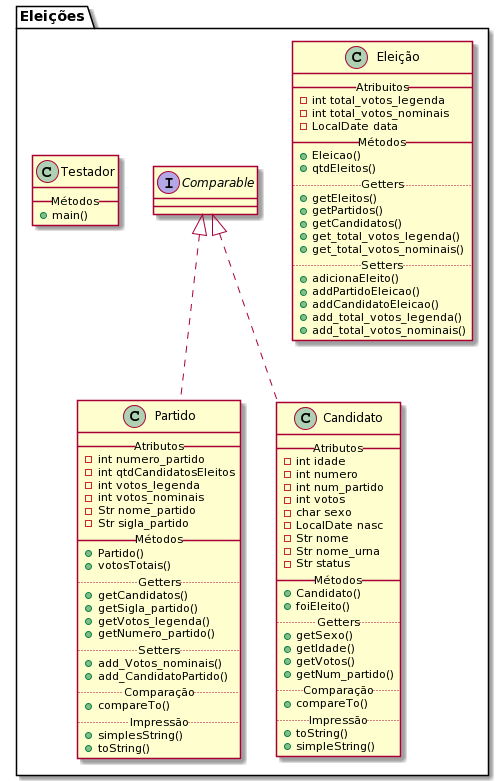 Eleições
C Eleição
Atribuitos
int total_votos_legenda
int total_votos_nominais
LocalDate data
Métodos
Eleicao()
qtdEleitos()
Getters
getEleitos()
getPartidos()
getCandidatos()
get_total_votos_legenda()
get_total_votos_nominais()
Setters
adicionaEleito()
addPartidoEleicao()
addCandidatoEleicao()
add_total_votos_legenda()
add_total_votos_nominais()
C Testador
Métodos
main()
I Comparable
C Partido
Atributos
int numero_partido
int qtdCandidatosEleitos
int votos_legenda
int votos_nominais
Str nome_partido
Str sigla_partido
Métodos
Partido()
votosTotais()
Getters
getCandidatos()
getSigla_partido()
getVotos_legenda()
getNumero_partido()
Setters
add_Votos_nominais()
add_CandidatoPartido()
Comparação
compareTo()
Impressão
simplesString()
toString()
C Candidato
Atributos
int idade
int numero
int num_partido
int votos
char sexo
LocalDate nasc
Str nome
Str nome_urna
Str status
Métodos
Candidato()
foiEleito()
Getters
getSexo()
getIdade()
getVotos()
getNum_partido()
Comparação
compareTo()
Impressão
toString()
simpleString()